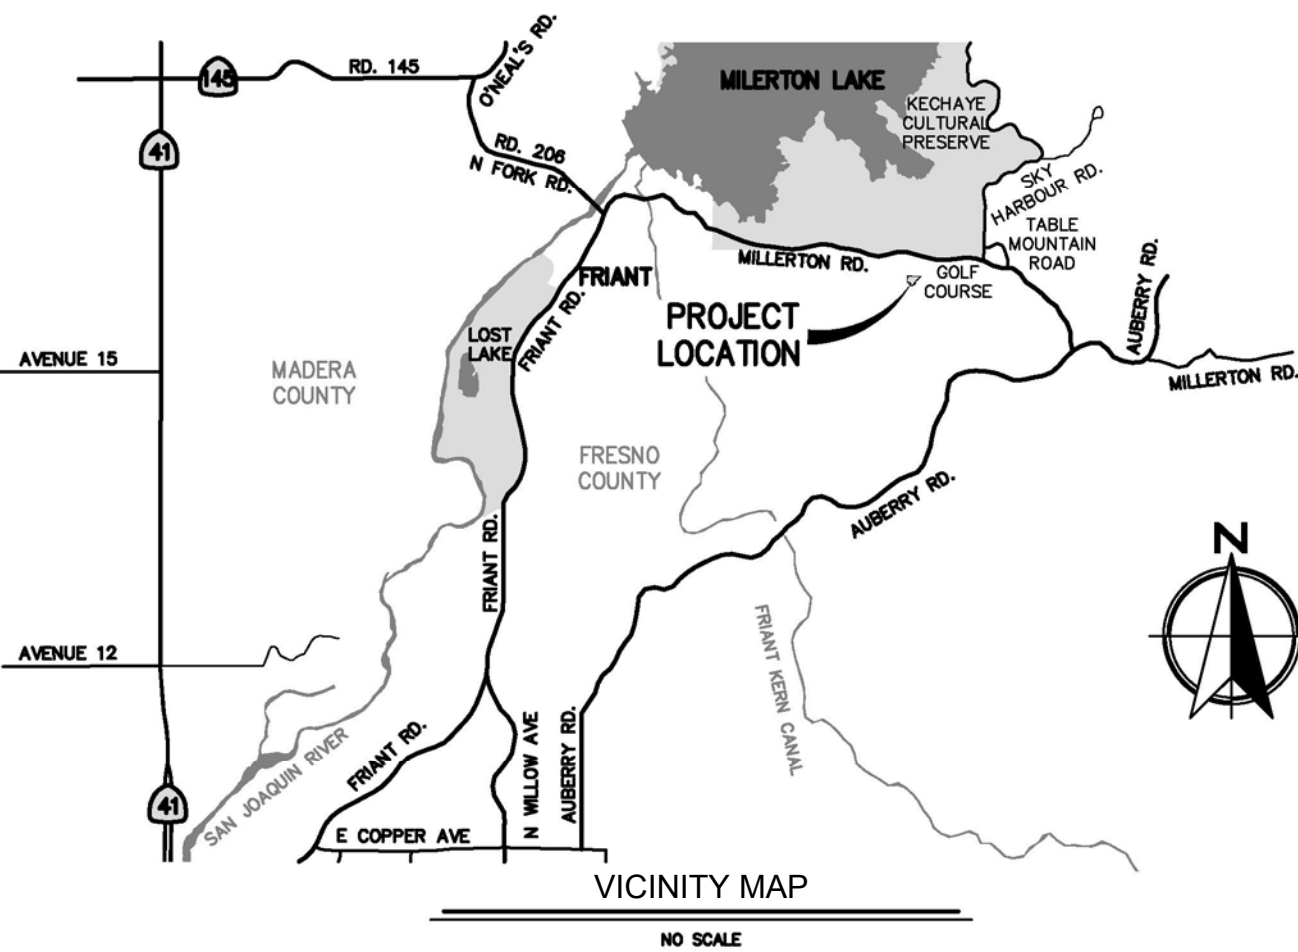 O'NEAL'S RD.
145
RD. 145
MILERTON LAKE
KECHAYE
CULTURAL
PRESERVE
41
RD. 206
N FORK RD.
SKY
HARBOUR RD.
TABLE
MOUNTAIN
ROAD
MILLERTON RD.
FRIANT
GOLF
COURSE
AUBERRY RD.
PROJECT
LOCATION
FRIANT RD.
LOST
LAKE
AVENUE 15
MADERA
COUNTY
MILLERTON RD.
FRESNO
COUNTY
AUBERRY RD.
FRIANT RD.
N
AVENUE 12
FRIANT KERN CANAL
FRIANT RD.
N WILLOW AVE
AUBERRY RD.
SAN JOAQUIN RIVER
41
E COPPER AVE
VICINITY MAP
NO SCALE